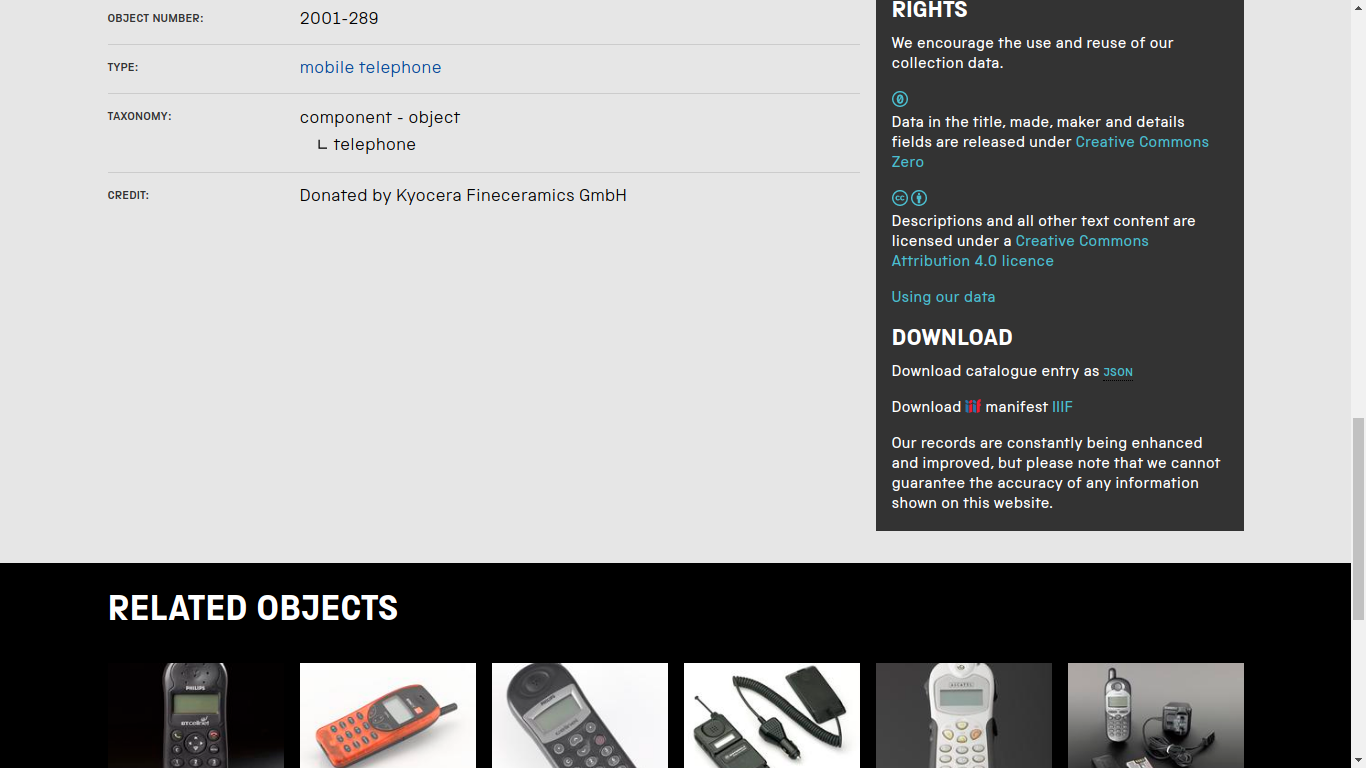 OBJECT NUMBER:
2001-289
TYPE:
mobile telephone
TAXONOMY:
component - object
telephone
CREDIT:
Donated by Kyocera Fineceramics GmbH
RIGHTS
We encourage the use and reuse of our
collection data.
Data in the title, made, maker and details
fields are released under Creative Commons
Zero
cc
Descriptions and all other text content are
licensed under a Creative Commons
Attribution 4.0 licence
Using our data
DOWNLOAD
Download catalogue entry as JSON
Download iiif manifest IIIF
Our records are constantly being enhanced
and improved, but please note that we cannot
guarantee the accuracy of any information
shown on this website.
RELATED OBJECTS
PHILIPS
BTcellnet
PHILIPS
ALCATEL